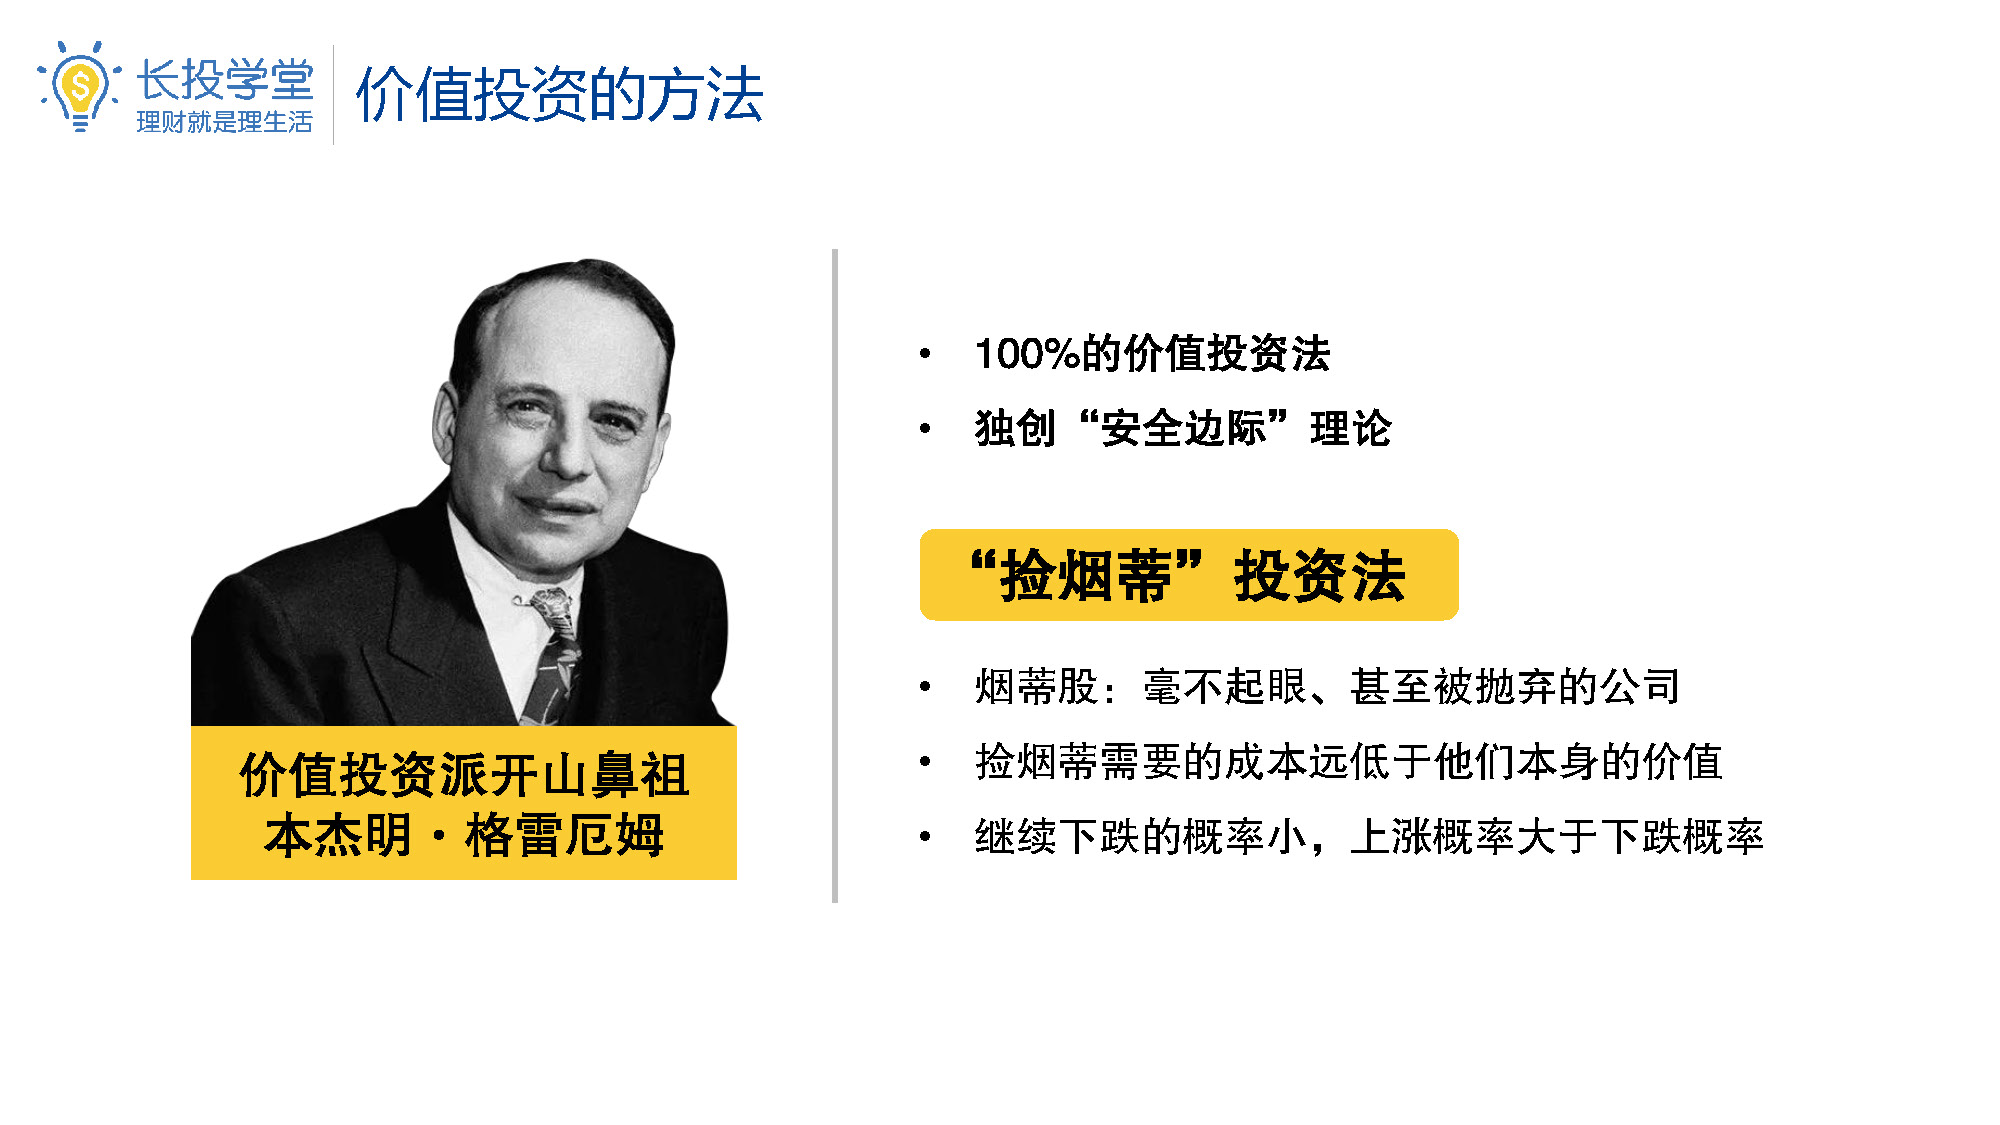 长投学堂
理财就是理生活
价值投资的方法
• 100%的价值投资法
• 独创“安全边际”理论
“捡烟蒂”投资法
• 烟蒂股：毫不起眼、甚至被抛弃的公司
• 捡烟蒂需要的成本远低于他们本身的价值
• 继续下跌的概率小，上涨概率大于下跌概率
价值投资派开山鼻祖
本杰明·格雷厄姆